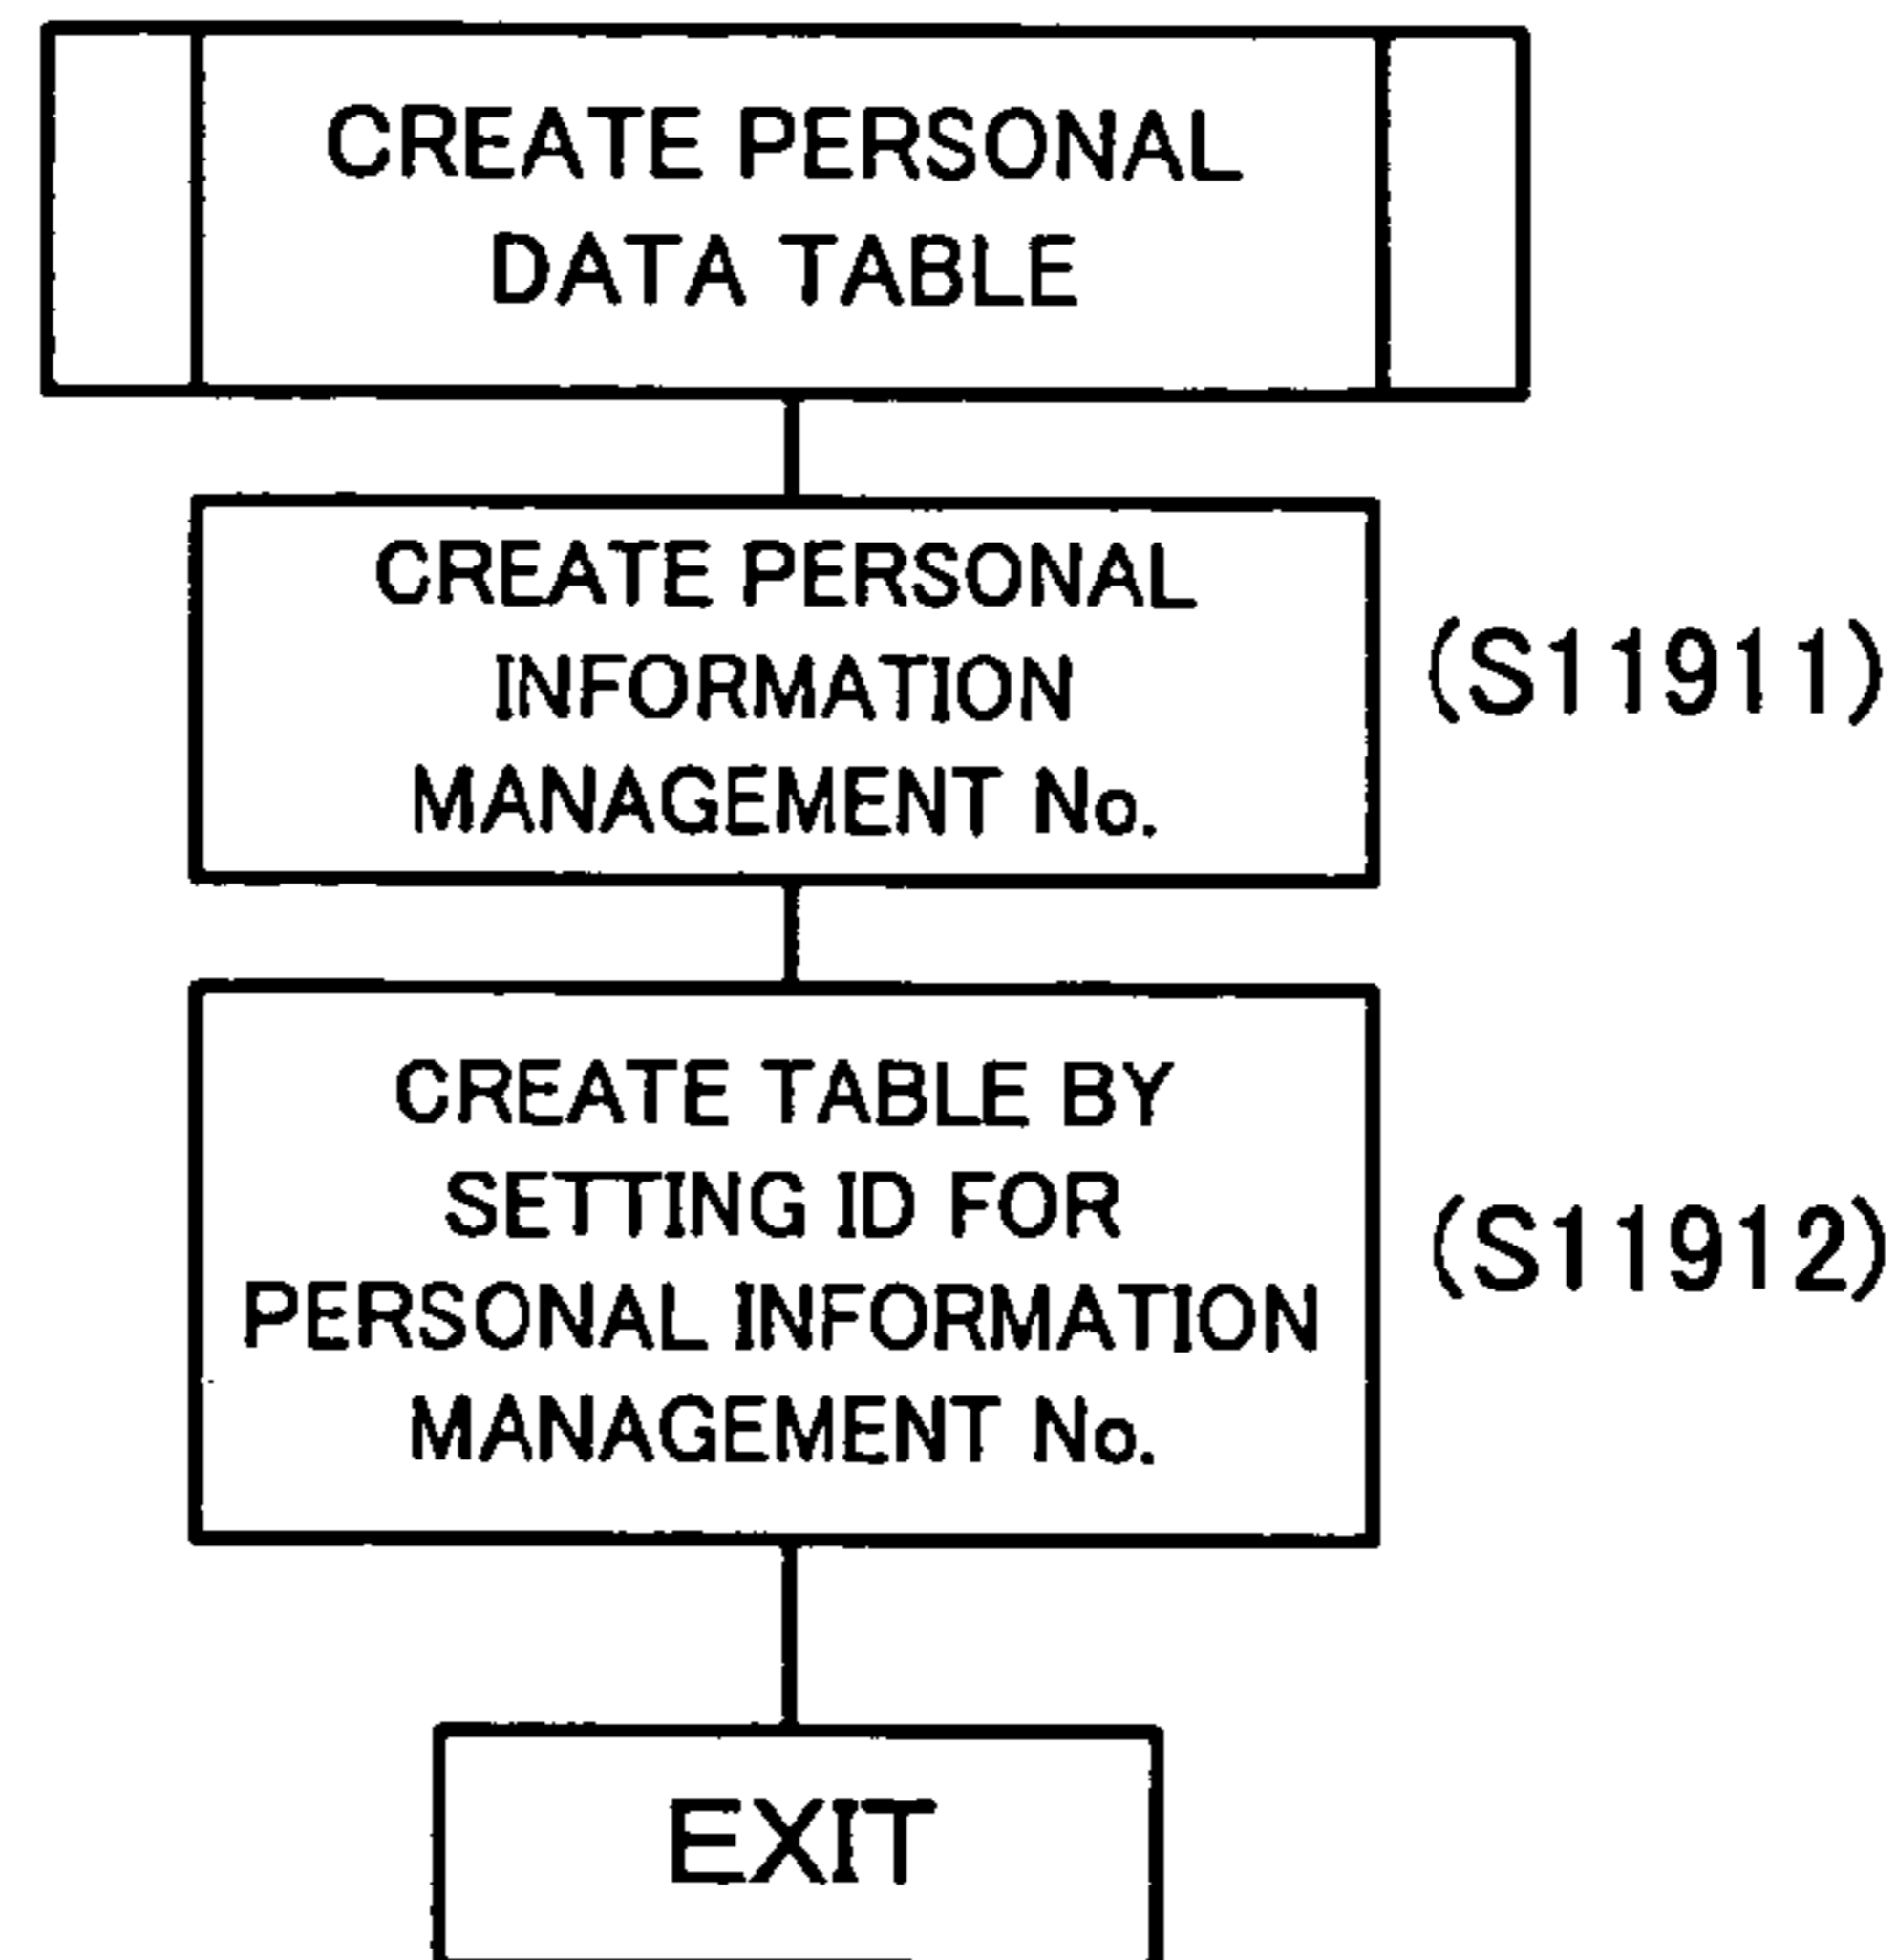 CREATE PERSONAL
DATA TABLE
CREATE PERSONAL
INFORMATION
MANAGEMENT No.
(S11911)
CREATE TABLE BY
SETTING ID FOR
PERSONAL INFORMATION
MANAGEMENT No.
(S11912)
EXIT